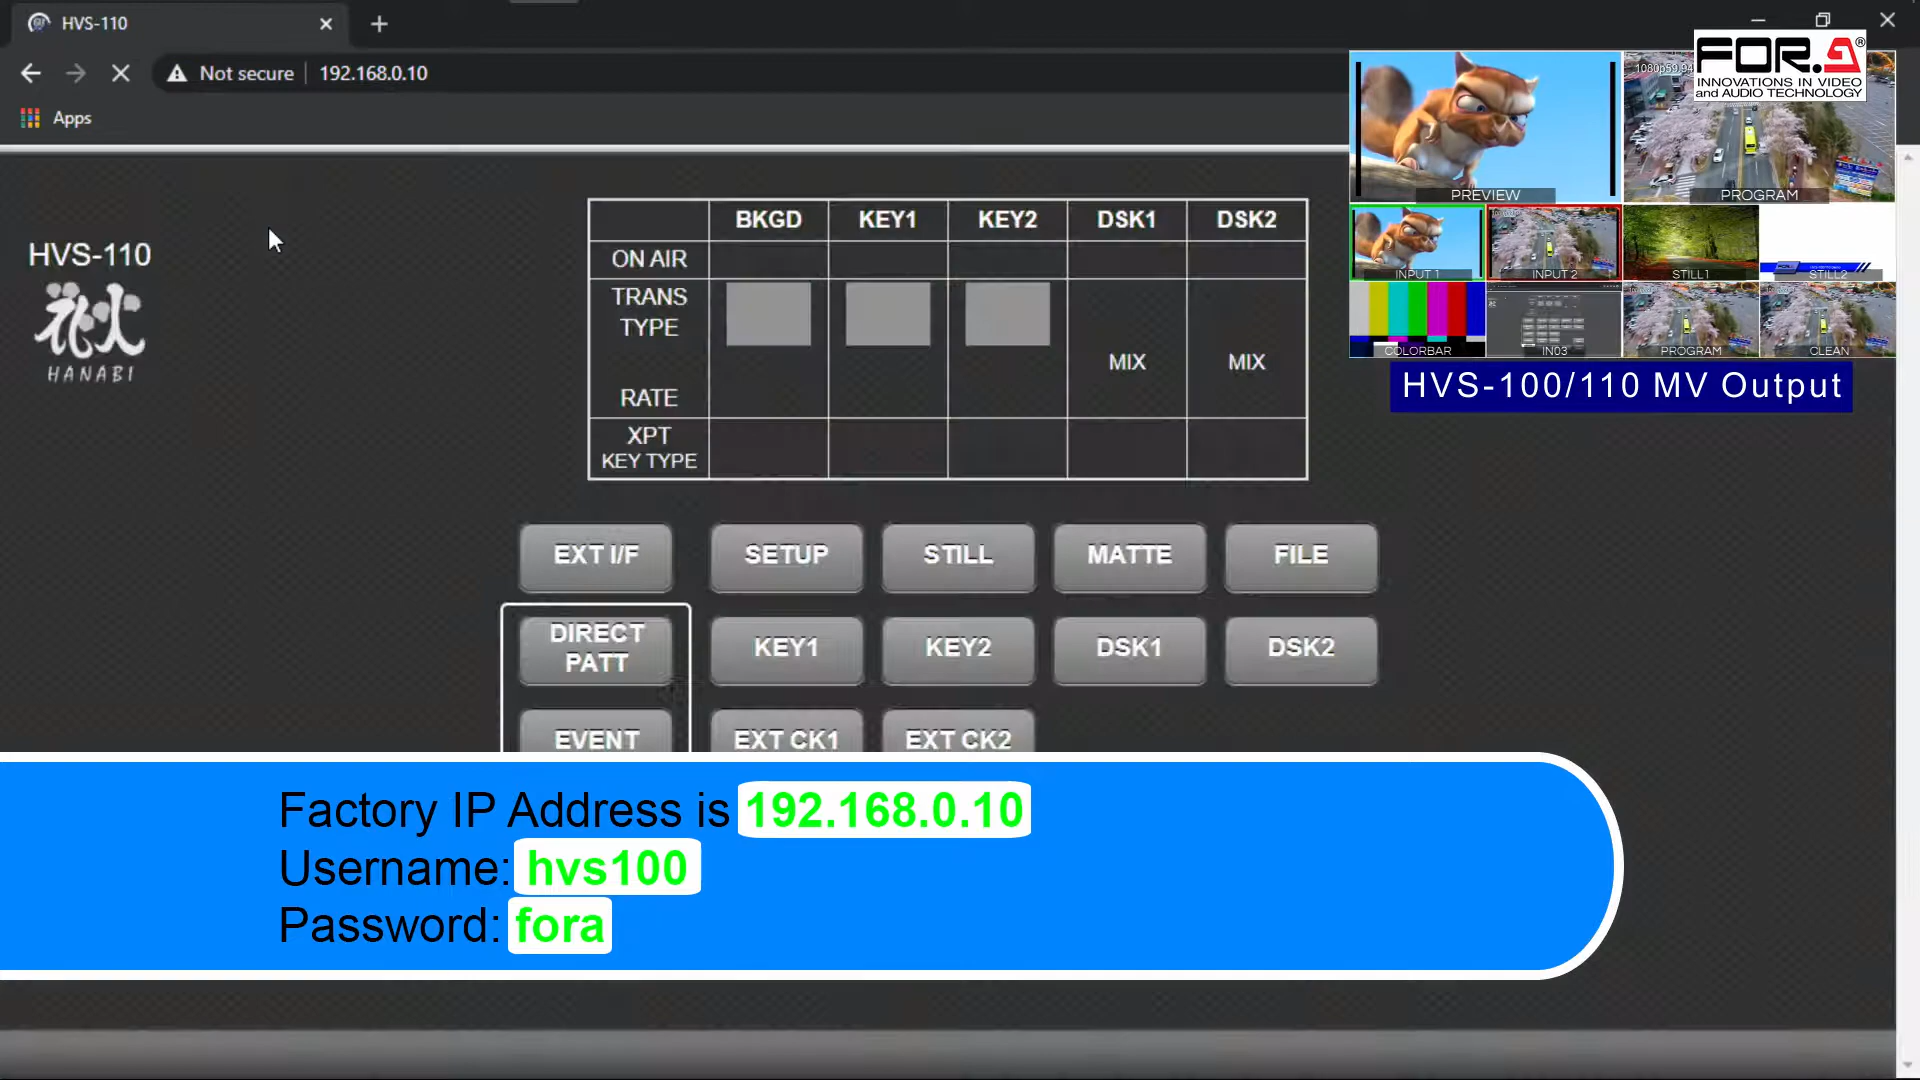 HVS-110
Not secure
192.168.0.10
Apps
FOR.A®
INNOVATIONS IN VIDEO
and AUDIO TECHNOLOGY
1080p59.94
PREVIEW
PROGRAM
INPUT 1
INPUT 2
STILL1
STILL2
COLORBAR
IN03
PROGRAM
CLEAN
HVS-100/110 MV Output
HVS-110
花火
HANABI
BKGD KEY1 KEY2 DSK1 DSK2
ON AIR
TRANS
TYPE
MIX MIX
RATE
XPT
KEY TYPE
EXT I/F SETUP STILL MATTE FILE
DIRECT
PATT
KEY1 KEY2 DSK1 DSK2
EVENT EXT CK1 EXT CK2
Factory IP Address is 192.168.0.10
Username: hvs100
Password: fora